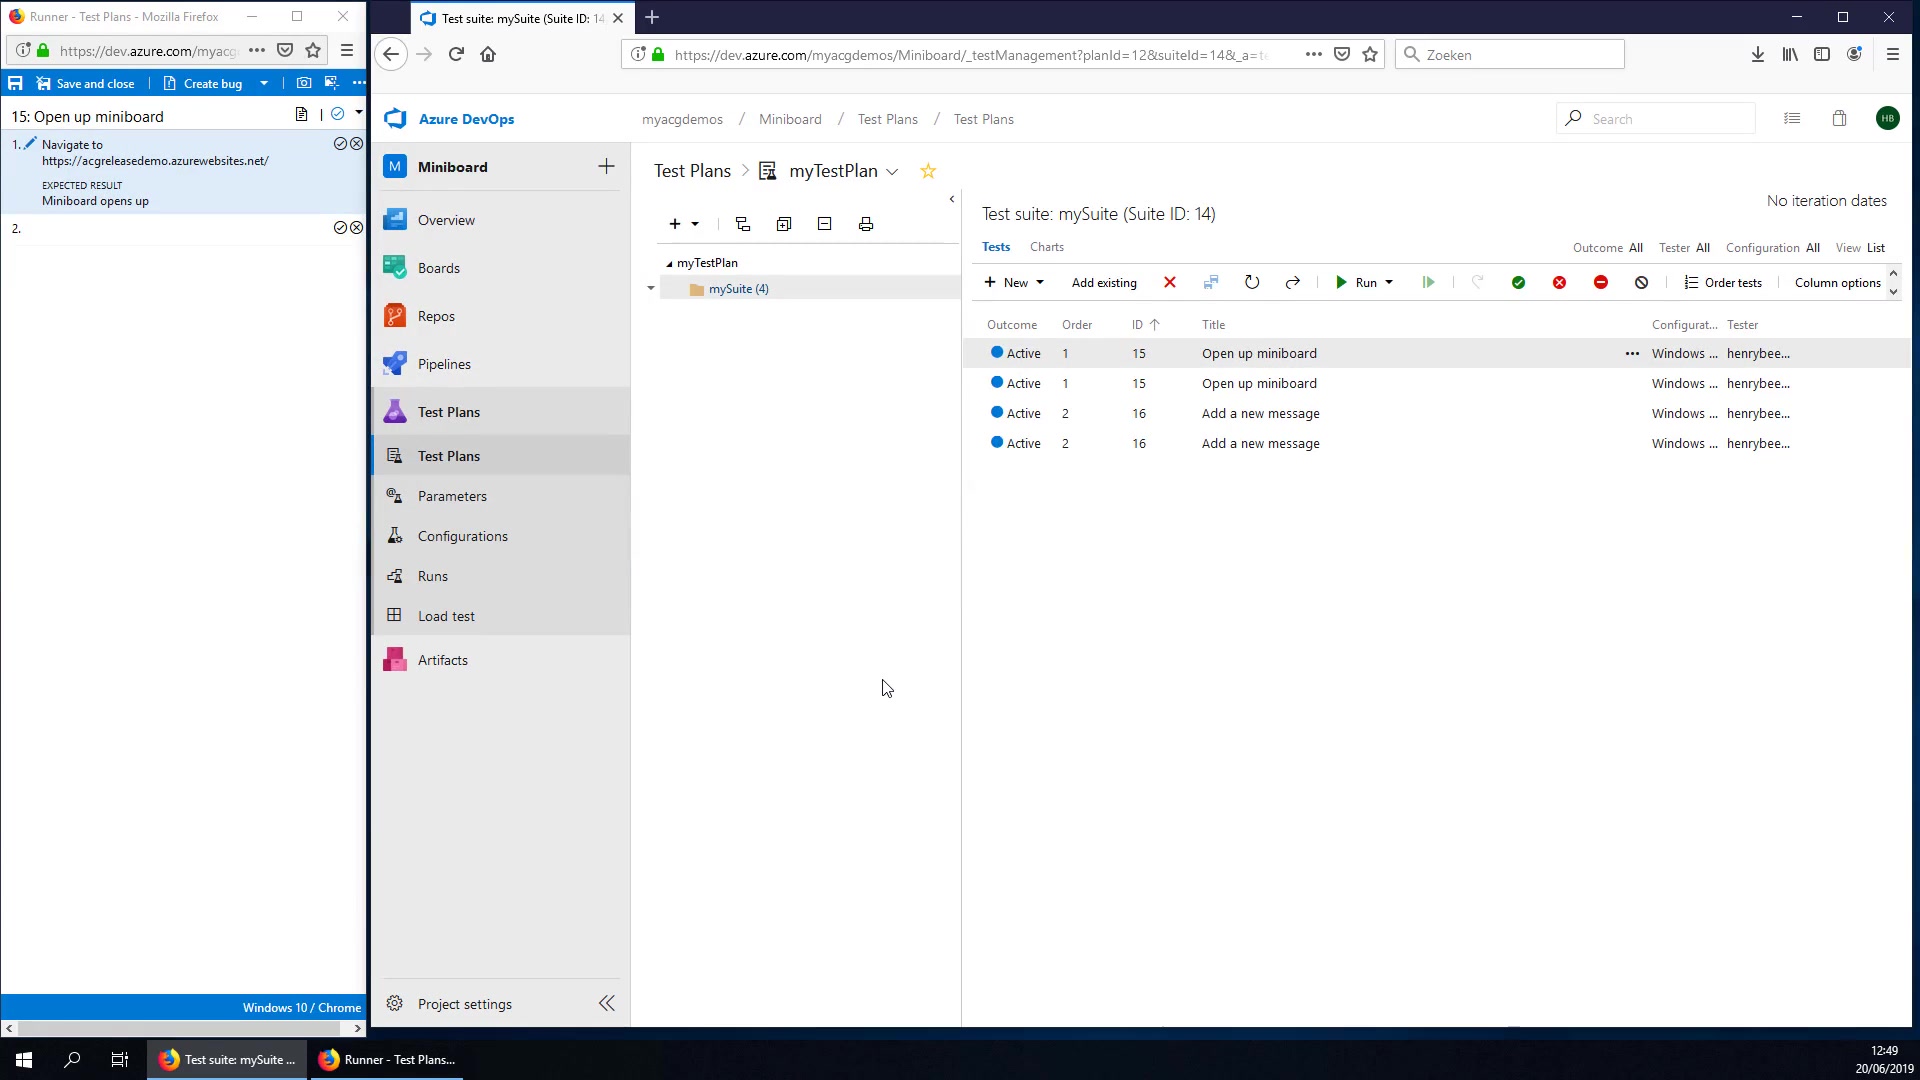 Runner - Test Plans - Mozilla Firefox
https://dev.azure.com/myacg
Save and close
Create bug
15: Open up miniboard
1. Navigate to
https://acgreleasedemo.azurewebsites.net/
EXPECTED RESULT
Miniboard opens up
2.
Windows 10 / Chrome
Test suite: mySuite (Suite ID: 14
https://dev.azure.com/myacgdemos/Miniboard/_testManagement?planId=12&suiteId=14&_a=te
Zoeken
Azure DevOps
myacgdemos / Miniboard / Test Plans / Test Plans
Search
HB
M Miniboard
Overview
Boards
Repos
Pipelines
Test Plans
Test Plans
Parameters
Configurations
Runs
Load test
Artifacts
Project settings
Test Plans > myTestPlan
myTestPlan
mySuite (4)
No iteration dates
Test suite: mySuite (Suite ID: 14)
Tests Charts
Outcome All Tester All Configuration All View List
New Add existing Run Order tests Column options
Outcome Order ID Title Configurat... Tester
Active 1 15 Open up miniboard ... Windows ... henrybee...
Active 1 15 Open up miniboard Windows ... henrybee...
Active 2 16 Add a new message Windows ... henrybee...
Active 2 16 Add a new message Windows ... henrybee...
Test suite: mySuite ...
Runner - Test Plans...
12:49
20/06/2019